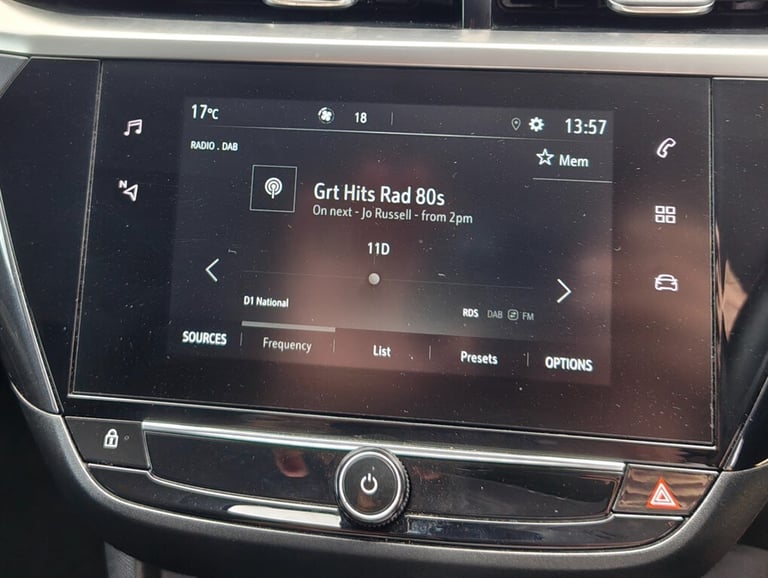 17°C 18 13:57
RADIO . DAB
Mem
Grt Hits Rad 80s
On next - Jo Russell - from 2pm
11D
N
D1 National
RDS DAB FM
SOURCES Frequency List Presets OPTIONS